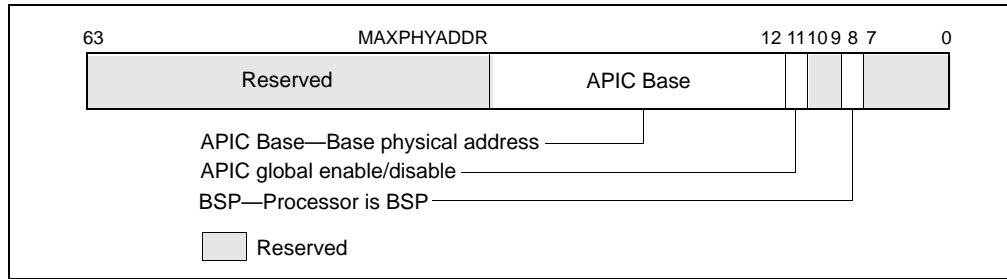 63 MAXPHYADDR 12 11 10 9 8 7 0
Reserved APIC Base
APIC Base—Base physical address
APIC global enable/disable
BSP—Processor is BSP
Reserved